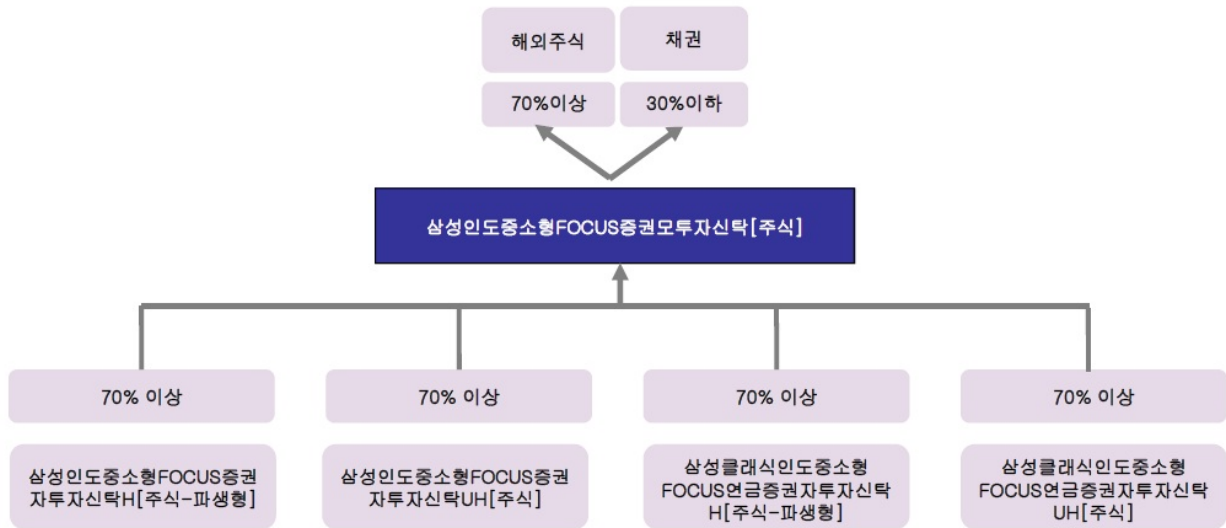 해외주식
채권
70%이상
30%이하
삼성인도중소형FOCUS증권모투자신탁[주식]
70% 이상
70% 이상
70% 이상
70% 이상
삼성인도중소형FOCUS증권
자투자신탁H[주식-파생형]
삼성인도중소형FOCUS증권
자투자신탁UH[주식]
삼성클래식인도중소형
FOCUS연금증권자투자신탁
H[주식-파생형]
삼성클래식인도중소형
FOCUS연금증권자투자신탁
UH[주식]